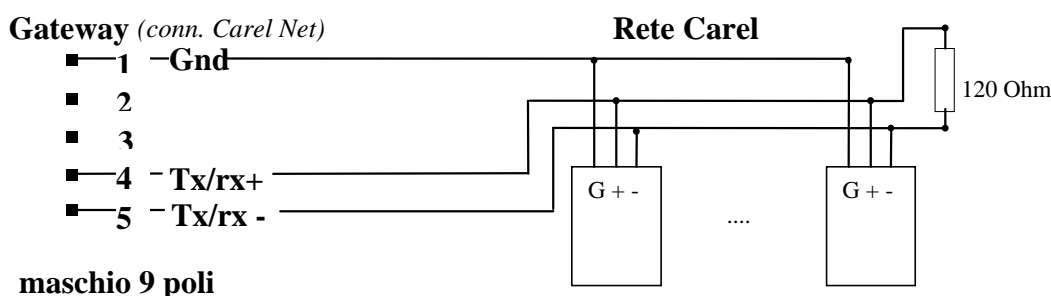 Gateway (conn. Carel Net) Rete Carel
1 Gnd
2
120 Ohm
3
4 Tx/rx+
G + - G + -
5 Tx/rx -
....
maschio 9 poli